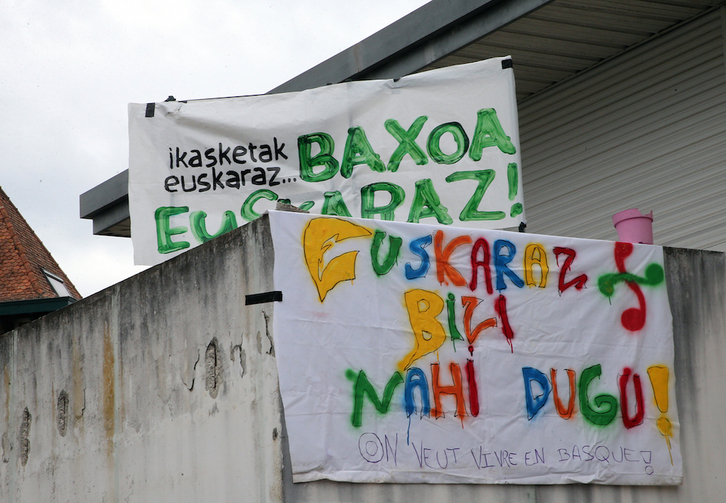 ikasketak
euskaraz... BAXOA
EUSKARAZ!
EUSKARAZ
BIZI
NAHI DUGU!
ON VEUT VIVRE EN BASQUE!